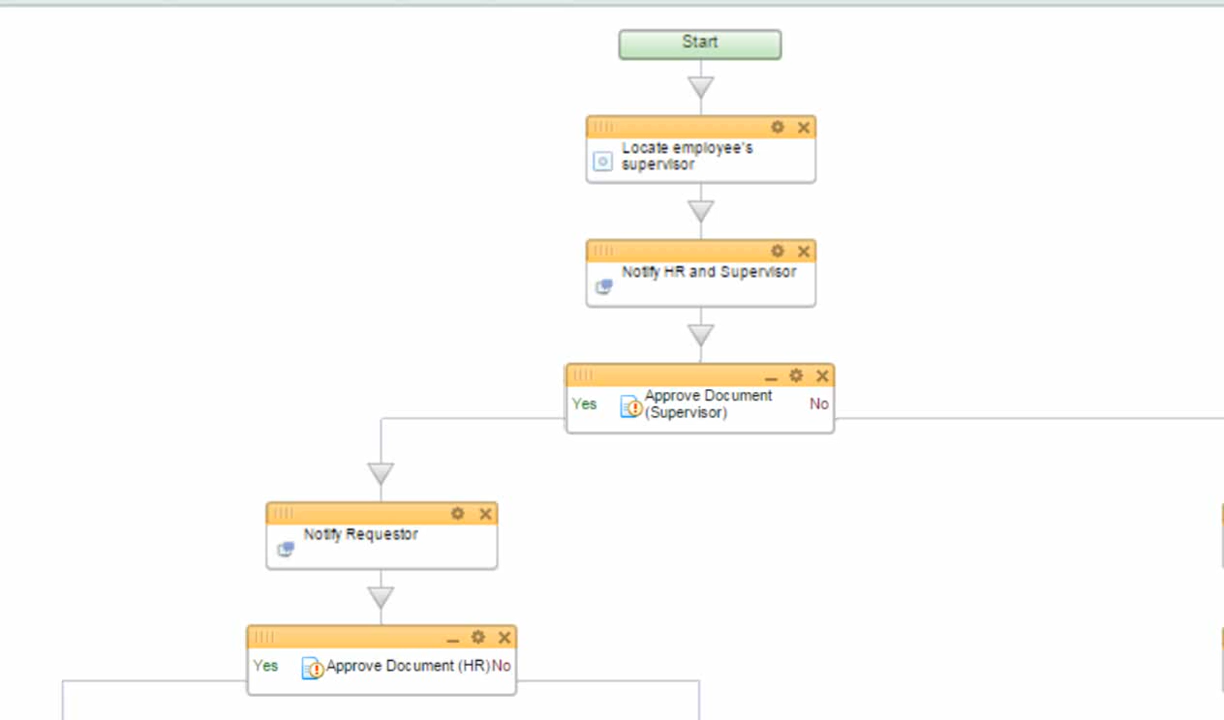 Start
Locate employee's
supervisor
Notify HR and Supervisor
Yes
Approve Document
(Supervisor)
No
Notify Requestor
Yes
Approve Document (HR)
No